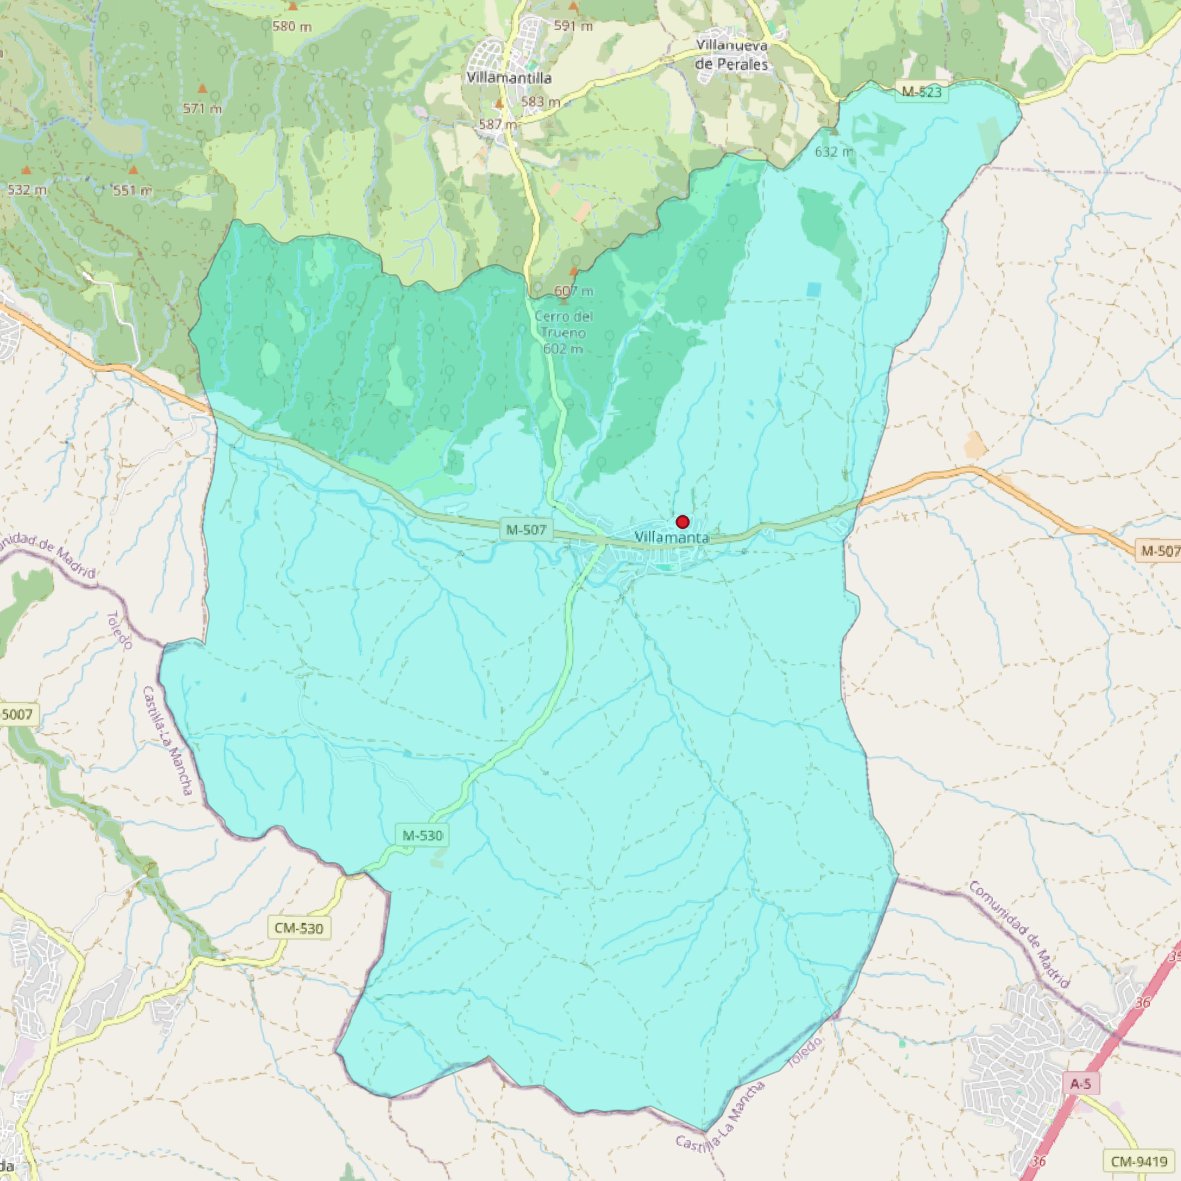 580 m
591 m
Villanueva
de Perales
Villamantilla
M-523
583 m
571 m
587 m
632 m
532 m
551 m
607 m
Cerro del
Trueno
602 m
M-507
Villamanta
M-507
nidad de Madrid
Toledo
Castilla-La Mancha
5007
M-530
CM-530
Comunidad de Madrid
36
Toledo
A-5
Castilla-La Mancha
36
CM-9419
da